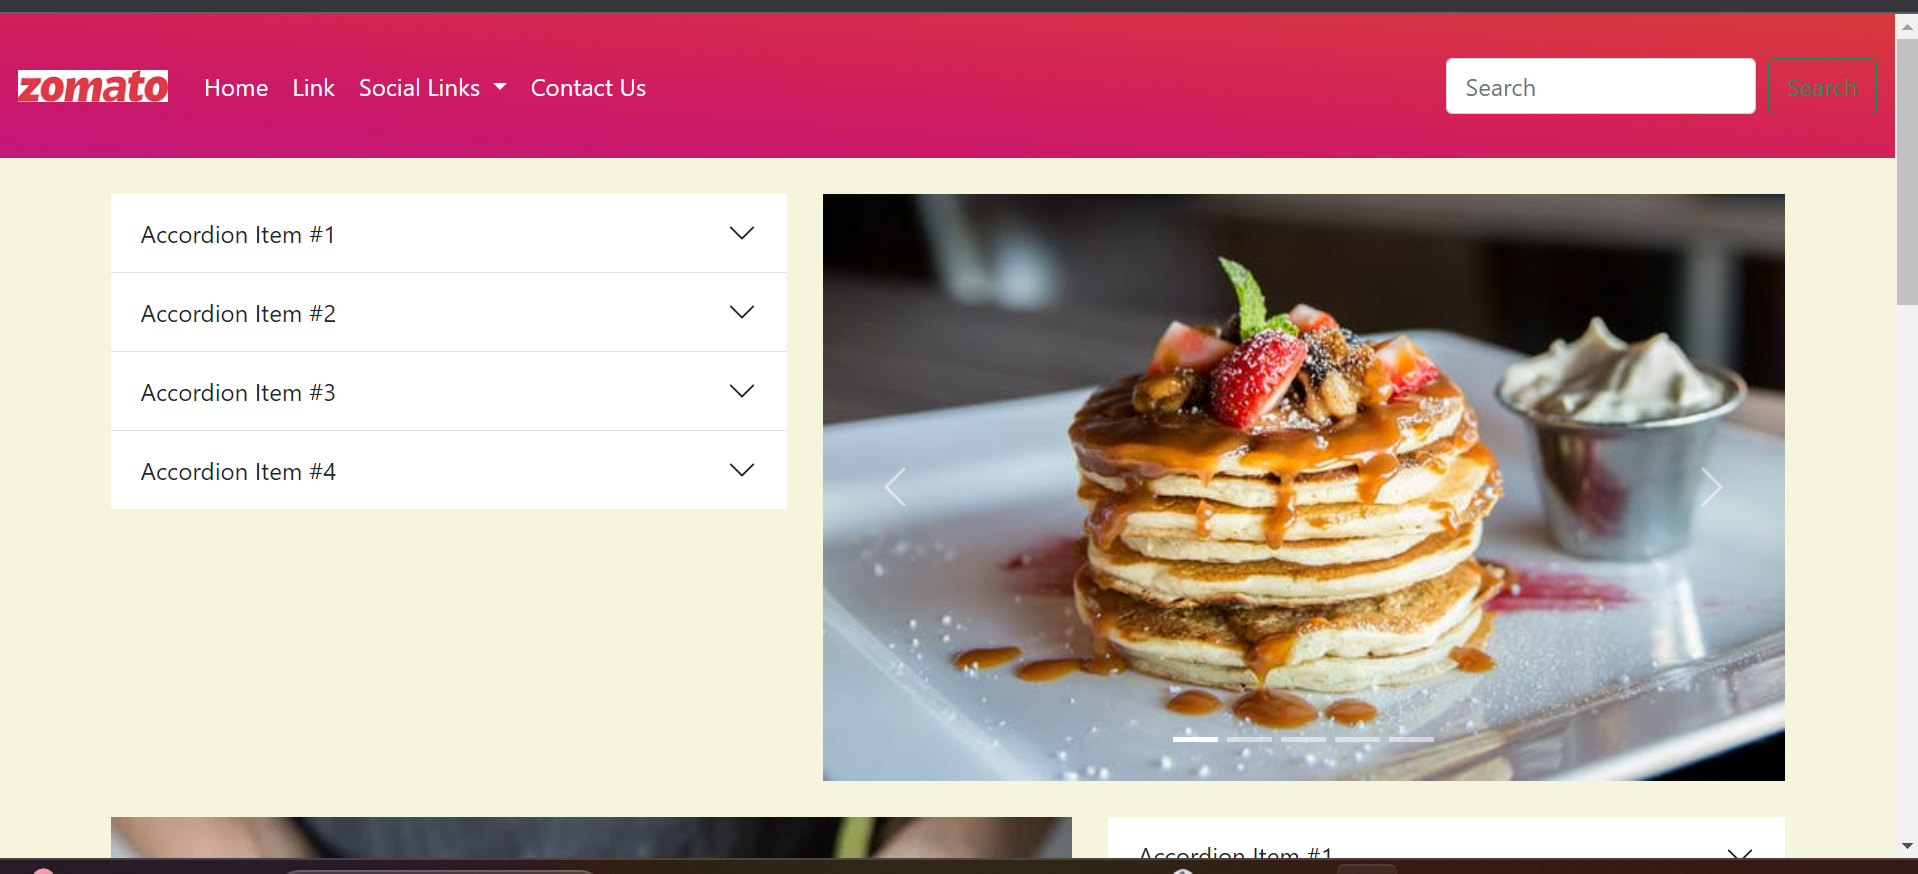 zomato Home Link Social Links Contact Us Search Search
Accordion Item #1
Accordion Item #2
Accordion Item #3
Accordion Item #4
Accordion Item #1